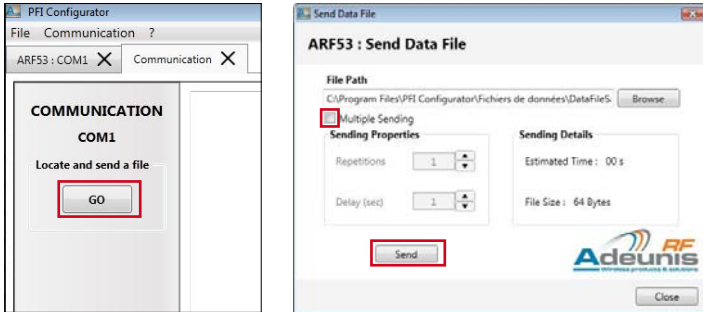 PFI Configurator
File Communication ?
ARF53 : COM1 Communication
COMMUNICATION
COM1
Locate and send a file
GO
Send Data File
ARF53 : Send Data File
File Path
C:\Program Files\PFI Configurator\Fichiers de données\DataFileS. Browse
Multiple Sending
Sending Properties Sending Details
Repetitions 1 Estimated Time : 00 s
Delay (sec) 1 File Size : 64 Bytes
Send
Adeunis RF
Wireless products & solutions
Close